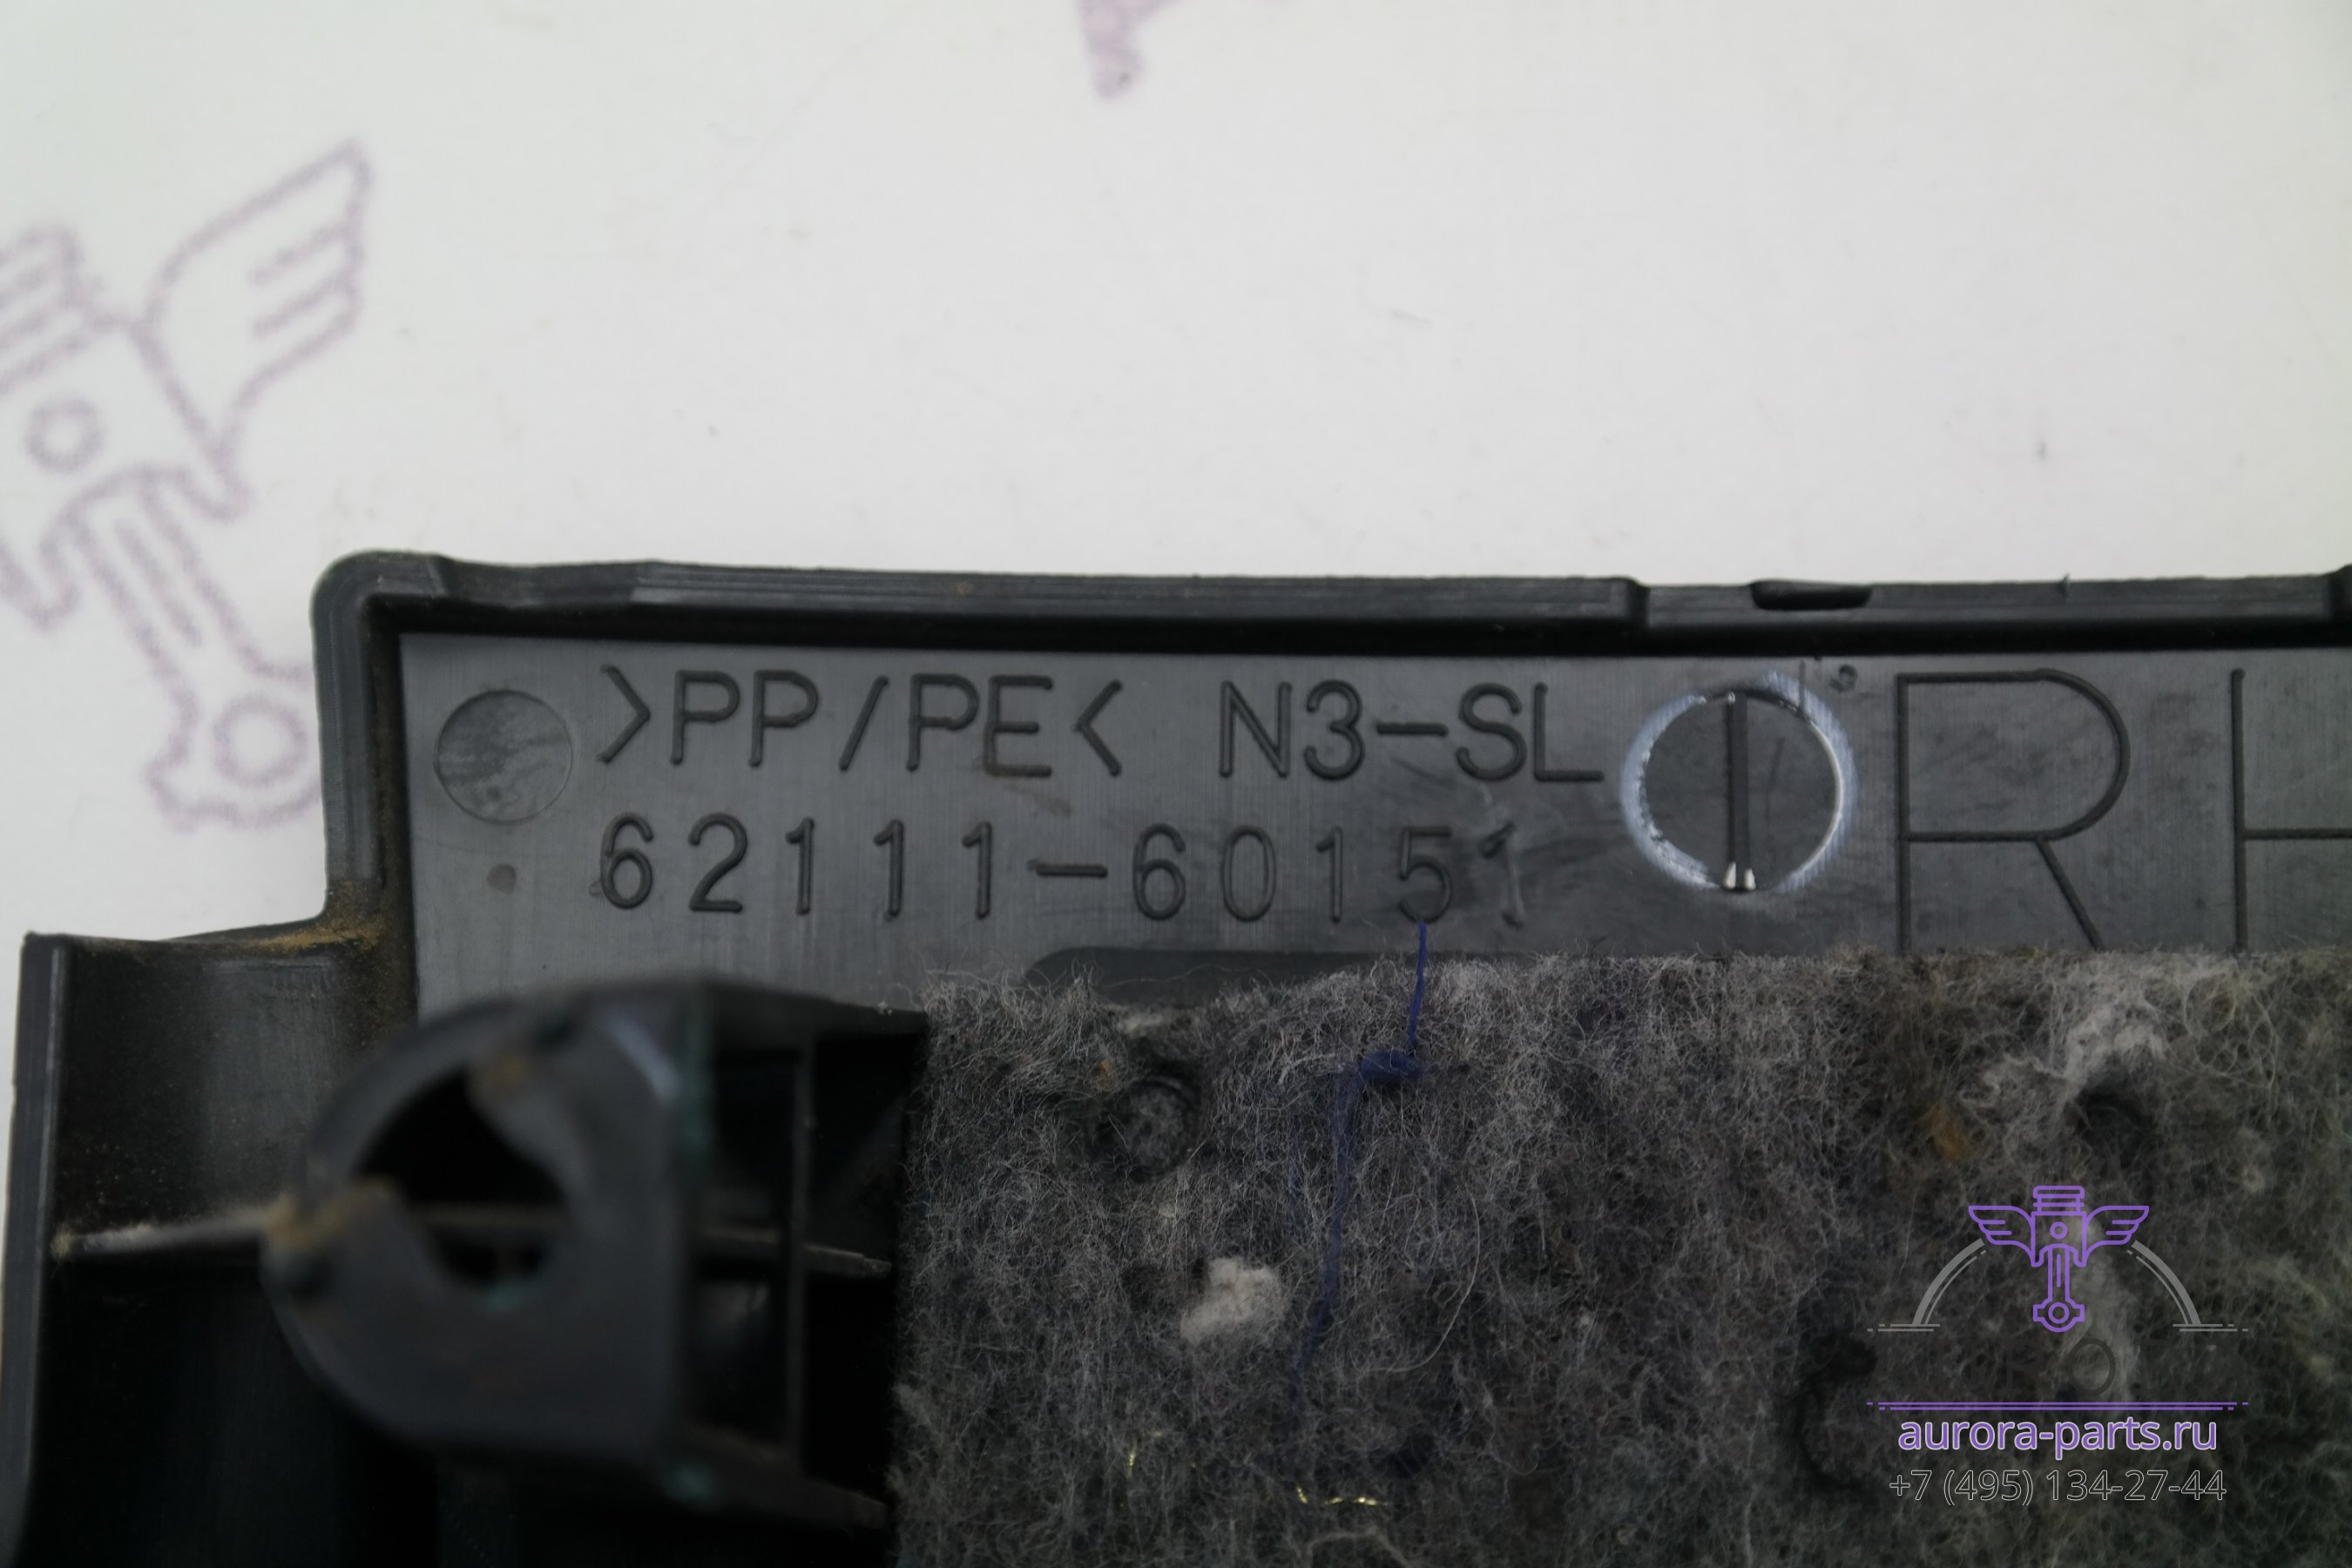 >PP/PE< N3-SL
62111-60151
aurora-parts.ru
+7 (495) 134-27-44